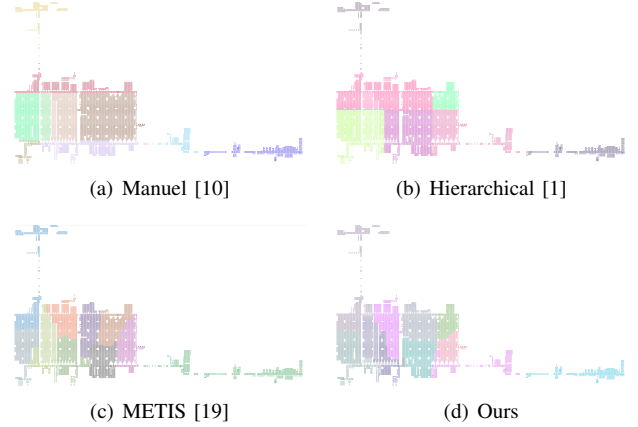 (a) Manuel [10]
(b) Hierarchical [1]
(c) METIS [19]
(d) Ours